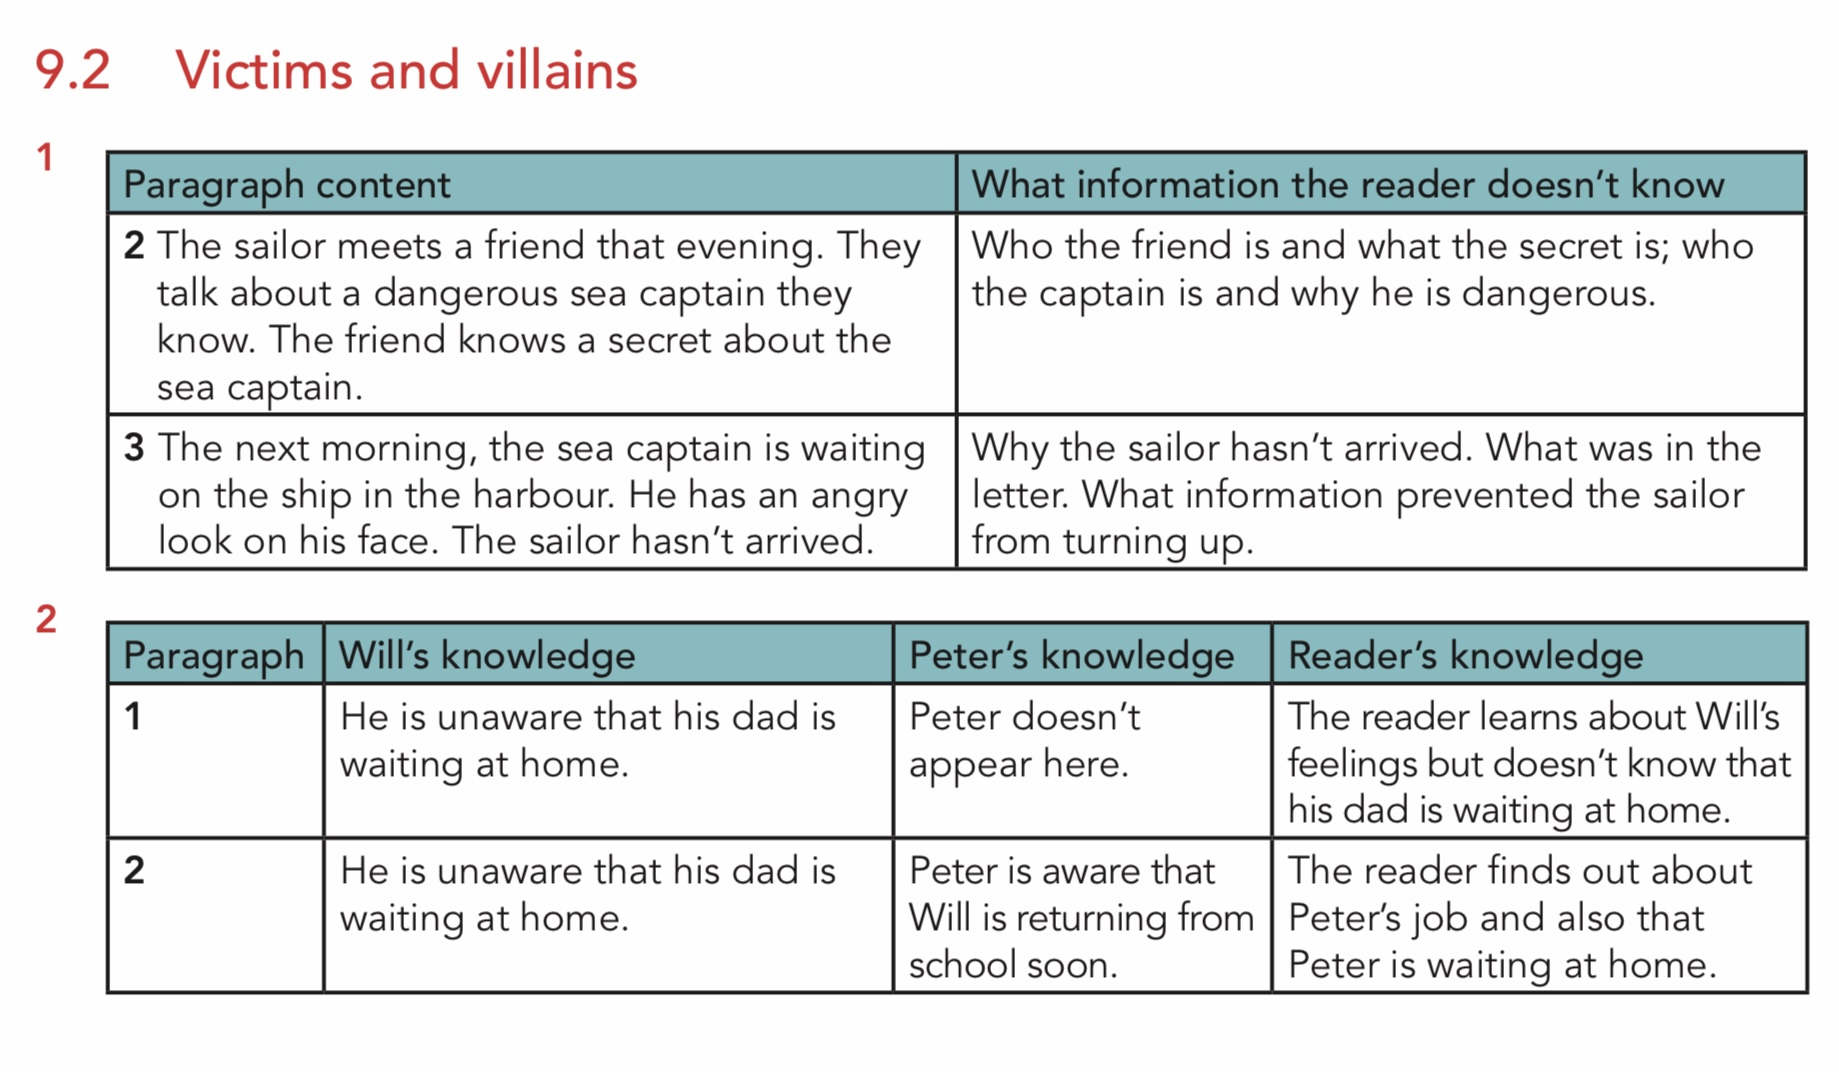 9.2 Victims and villains
1
Paragraph content
What information the reader doesn't know
2 The sailor meets a friend that evening. They
talk about a dangerous sea captain they
know. The friend knows a secret about the
sea captain.
Who the friend is and what the secret is; who
the captain is and why he is dangerous.
3 The next morning, the sea captain is waiting
on the ship in the harbour. He has an angry
look on his face. The sailor hasn't arrived.
Why the sailor hasn't arrived. What was in the
letter. What information prevented the sailor
from turning up.
2
Paragraph
Will's knowledge
Peter's knowledge
Reader's knowledge
1
He is unaware that his dad is
waiting at home.
Peter doesn't
appear here.
The reader learns about Will's
feelings but doesn't know that
his dad is waiting at home.
2
He is unaware that his dad is
waiting at home.
Peter is aware that
Will is returning from
school soon.
The reader finds out about
Peter's job and also that
Peter is waiting at home.